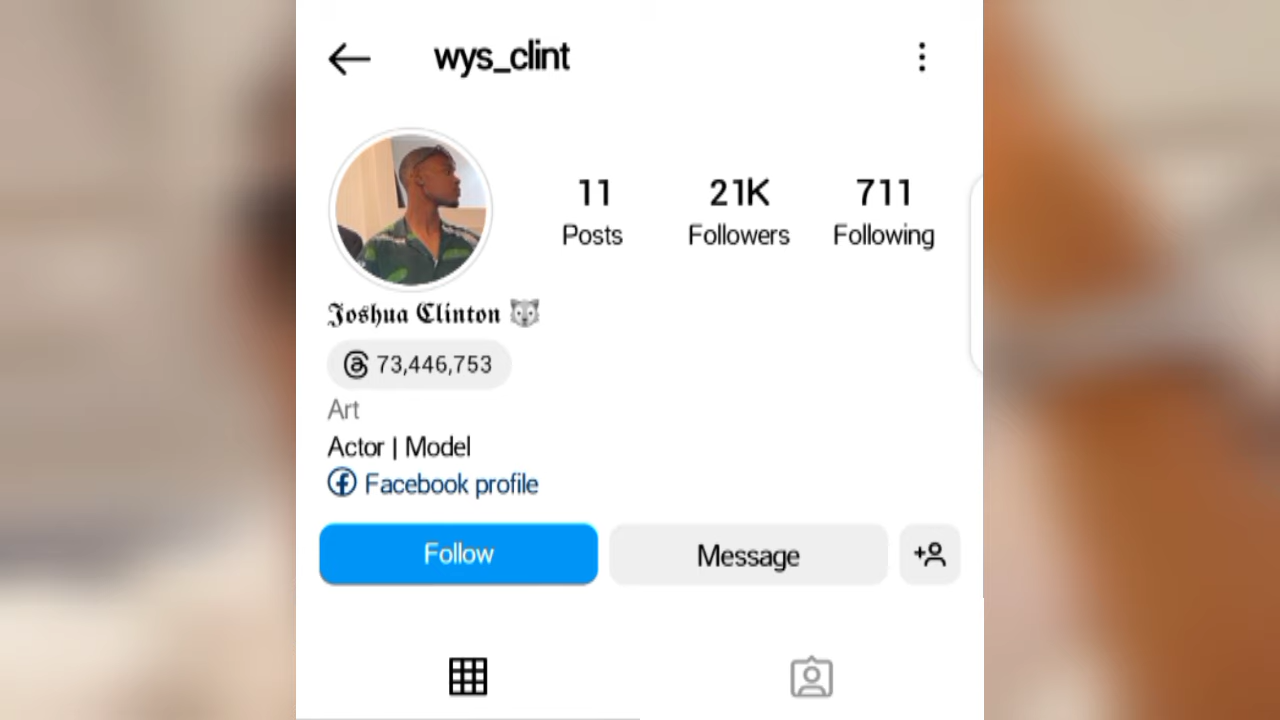 wys_clint
11 21K 711
Posts Followers Following
𝕵𝖔𝖘𝖍𝖚𝖆 𝕮𝖑𝖎𝖓𝖙𝖔𝖓 🐺
73,446,753
Art
Actor | Model
Facebook profile
Follow Message